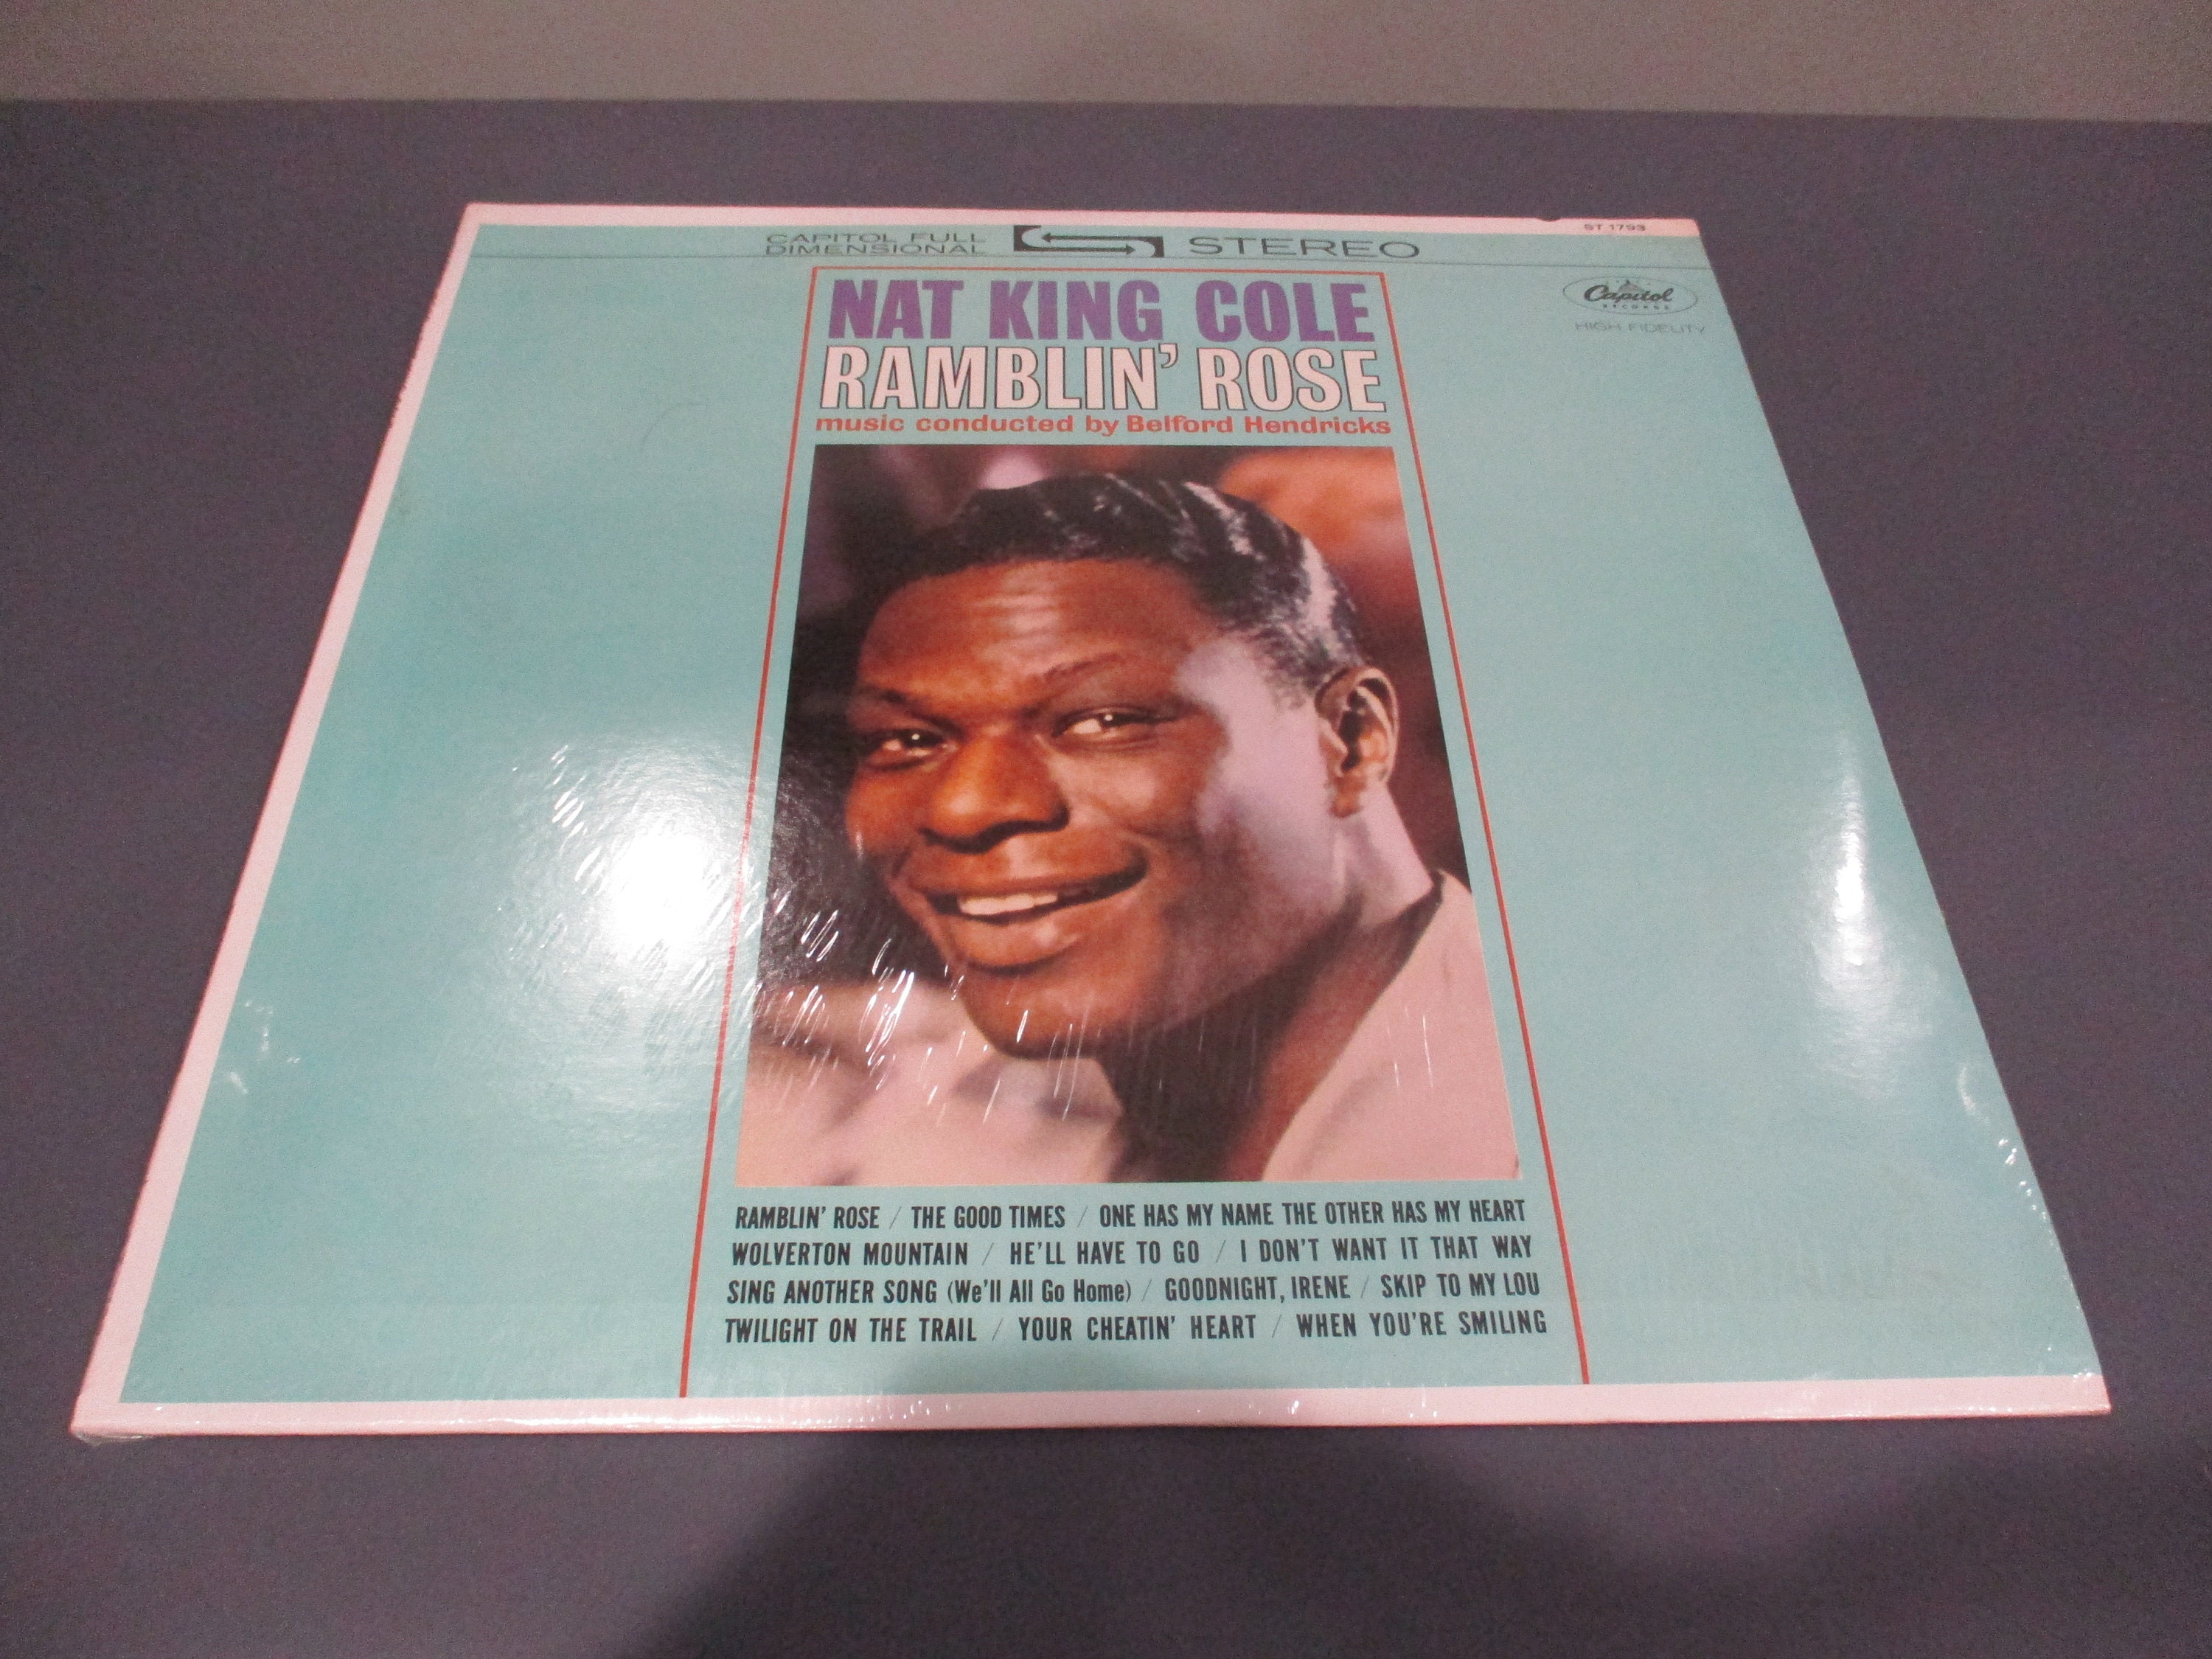 ST 1793
CAPITOL FULL
DIMENSIONAL
STEREO
Capitol
RECORDS
HIGH FIDELITY
NAT KING COLE
RAMBLIN' ROSE
music conducted by Belford Hendricks
RAMBLIN' ROSE / THE GOOD TIMES / ONE HAS MY NAME THE OTHER HAS MY HEART
WOLVERTON MOUNTAIN / HE'LL HAVE TO GO / I DON'T WANT IT THAT WAY
SING ANOTHER SONG (We'll All Go Home) / GOODNIGHT, IRENE / SKIP TO MY LOU
TWILIGHT ON THE TRAIL / YOUR CHEATIN' HEART / WHEN YOU'RE SMILING